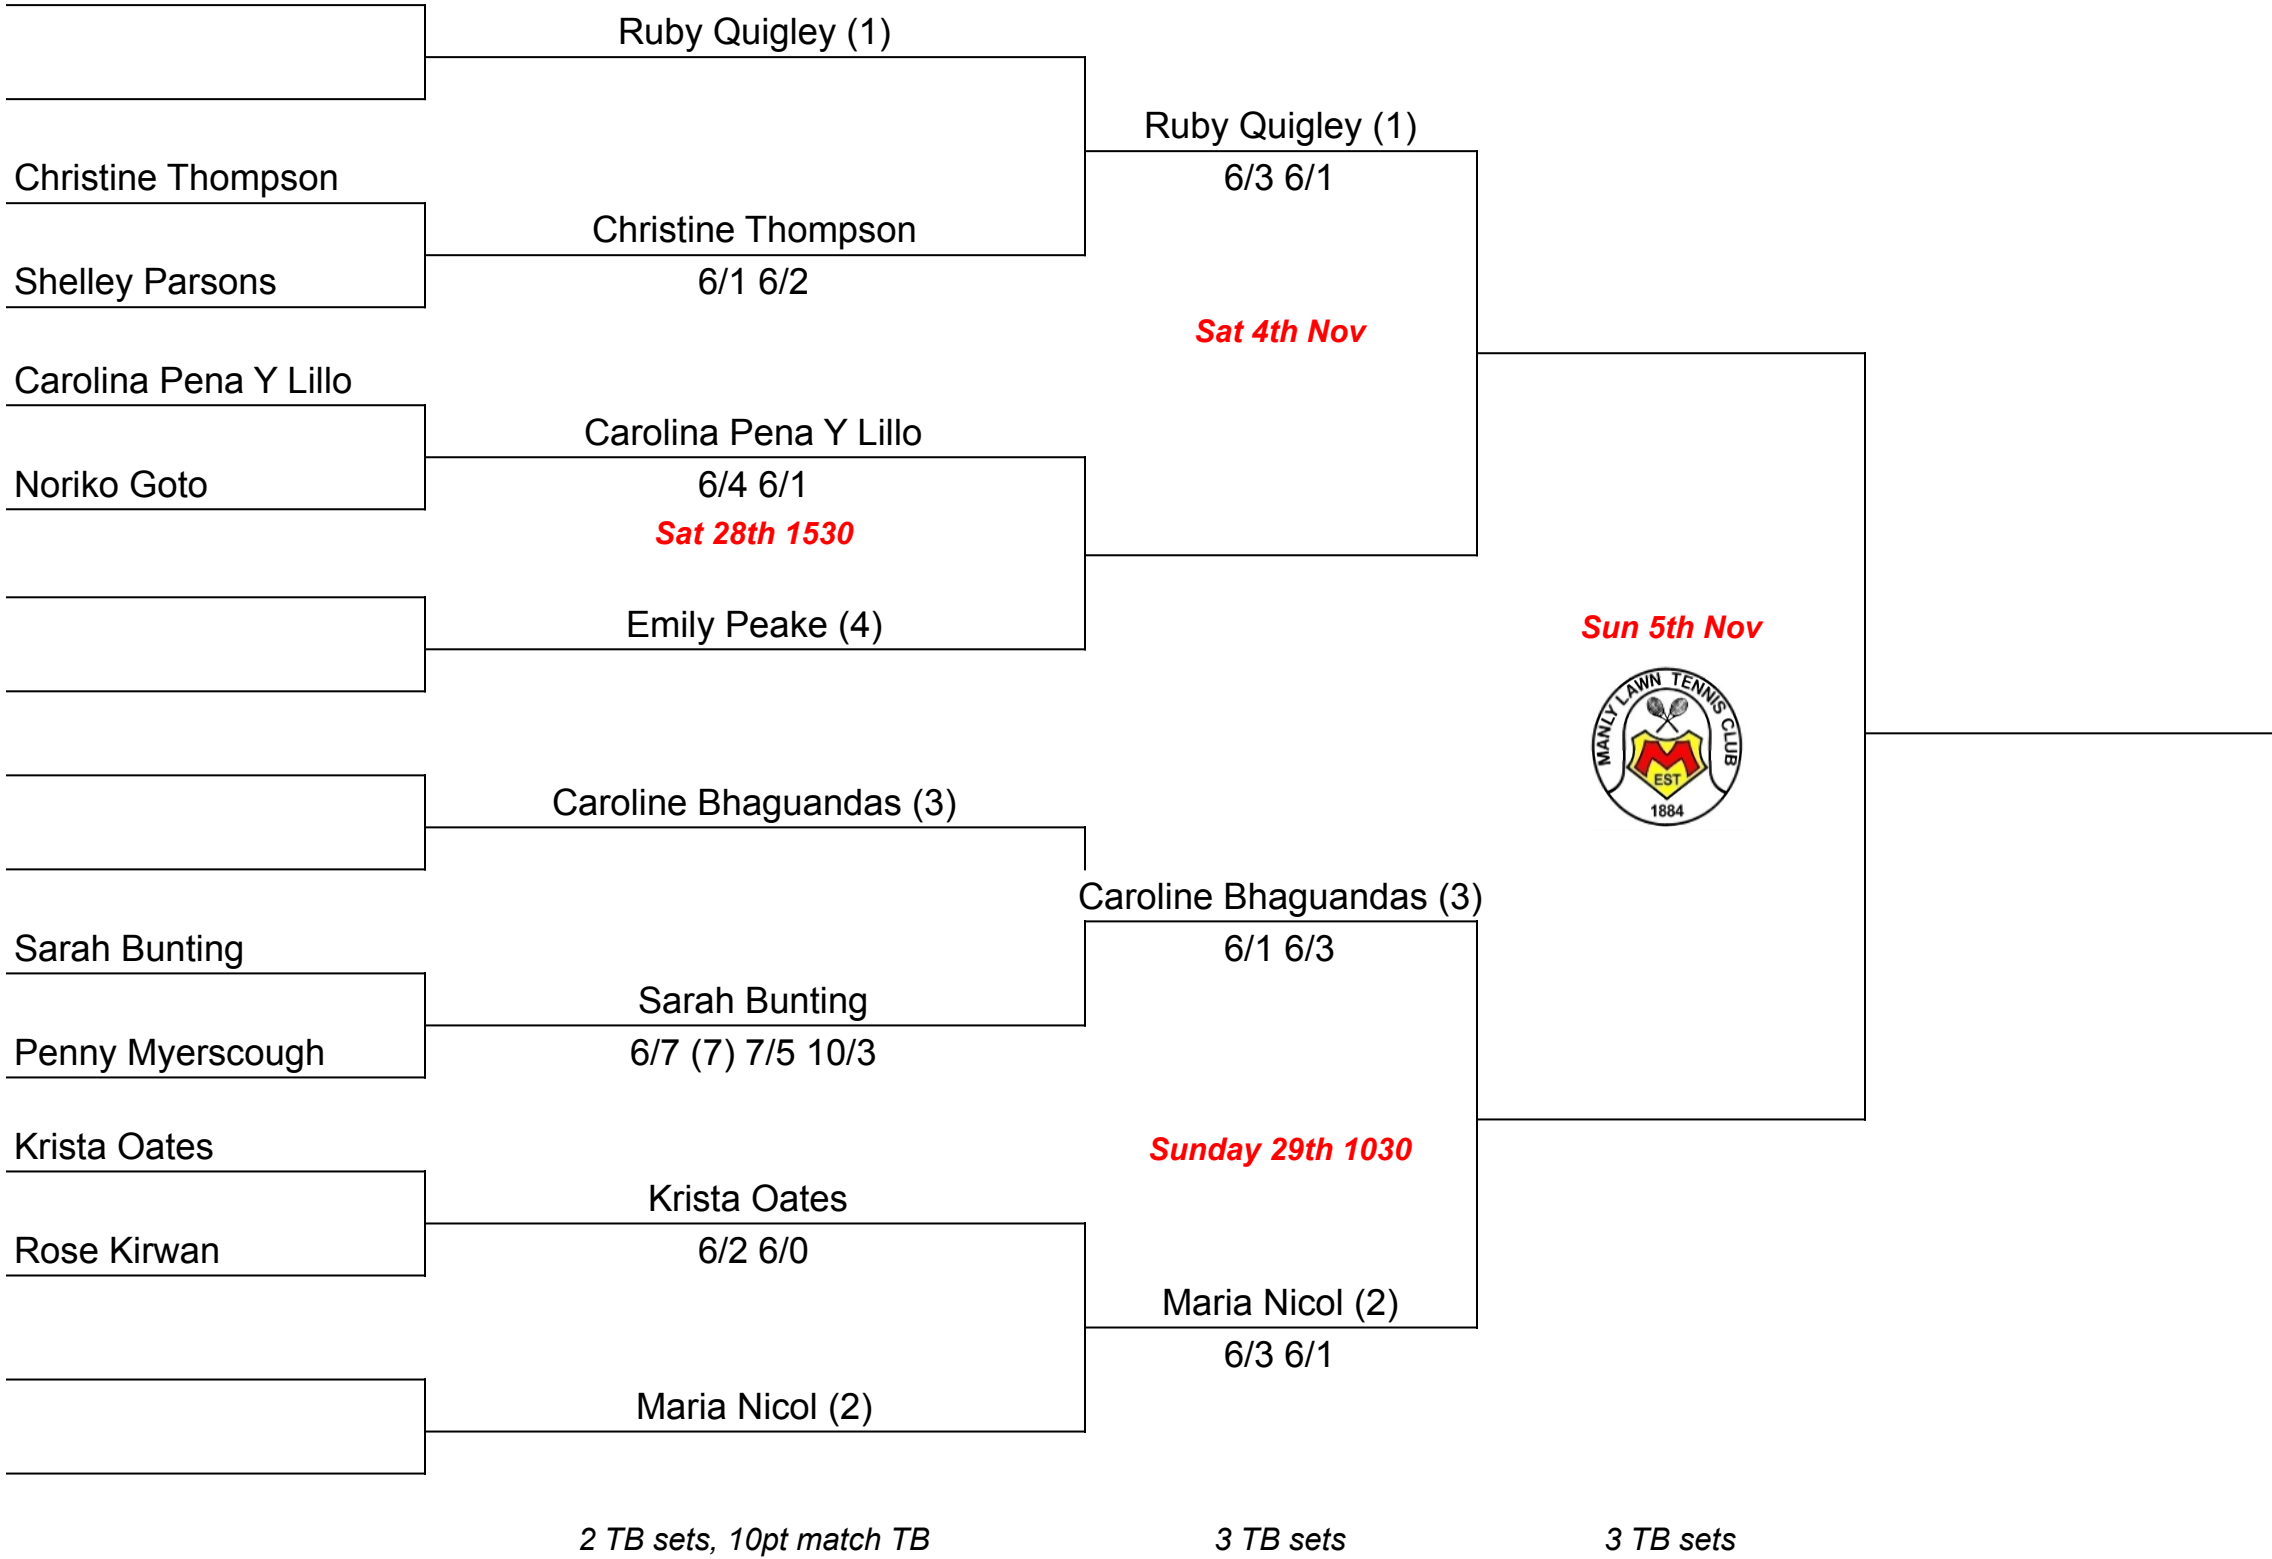 Ruby Quigley (1)
Ruby Quigley (1)
Christine Thompson
6/3 6/1
Christine Thompson
Shelley Parsons
6/1 6/2
Sat 4th Nov
Carolina Pena Y Lillo
Carolina Pena Y Lillo
Noriko Goto
6/4 6/1
Sat 28th 1530
Emily Peake (4)
Sun 5th Nov
MANLY LAWN TENNIS CLUB
M
EST
1884
Caroline Bhaguandas (3)
Caroline Bhaguandas (3)
Sarah Bunting
6/1 6/3
Sarah Bunting
Penny Myerscough
6/7 (7) 7/5 10/3
Krista Oates
Sunday 29th 1030
Krista Oates
Rose Kirwan
6/2 6/0
Maria Nicol (2)
6/3 6/1
Maria Nicol (2)
2 TB sets, 10pt match TB
3 TB sets
3 TB sets